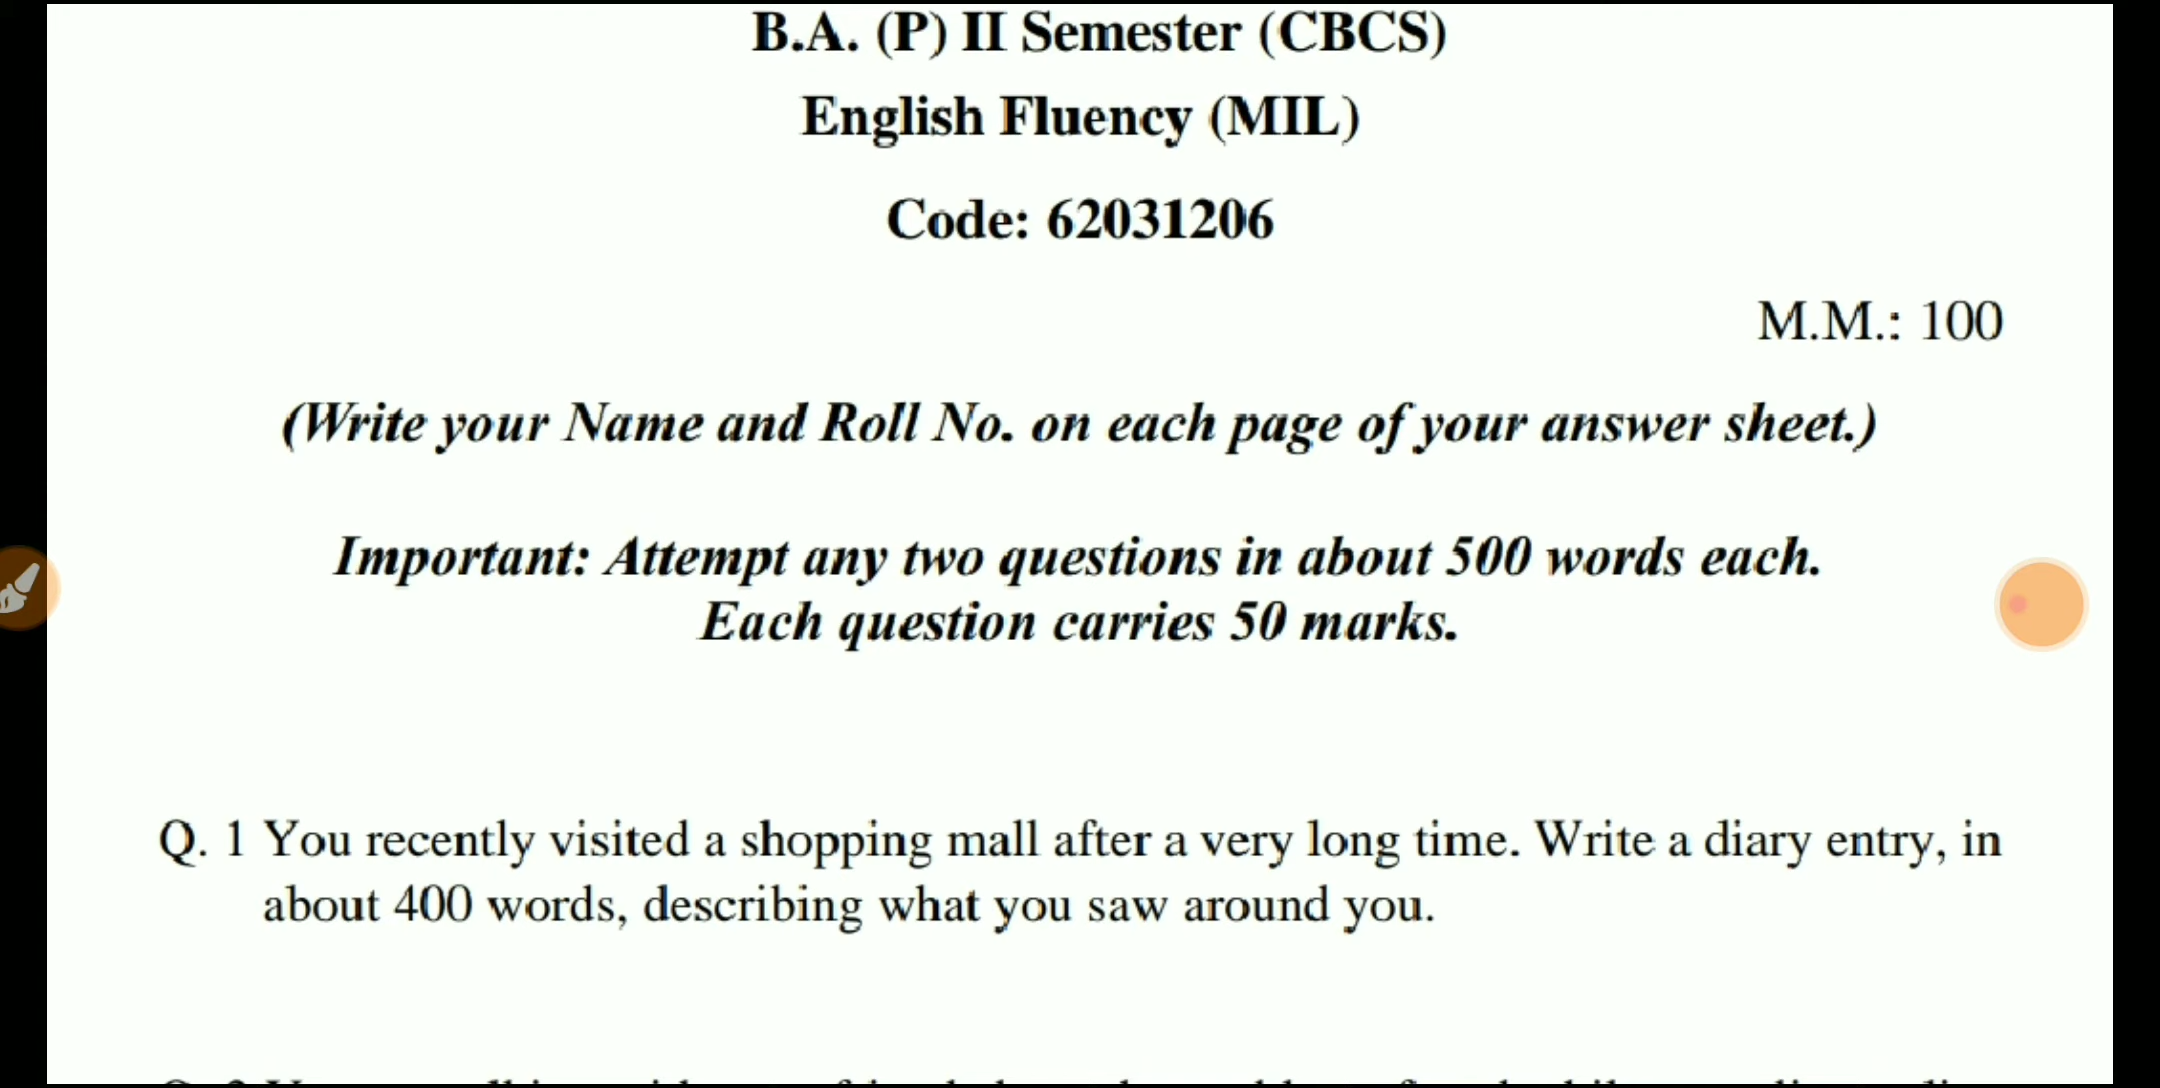 B.A. (P) II Semester (CBCS)
English Fluency (MIL)
Code: 62031206
M.M.: 100
(Write your Name and Roll No. on each page of your answer sheet.)
Important: Attempt any two questions in about 500 words each.
Each question carries 50 marks.
Q. 1 You recently visited a shopping mall after a very long time. Write a diary entry, in
about 400 words, describing what you saw around you.